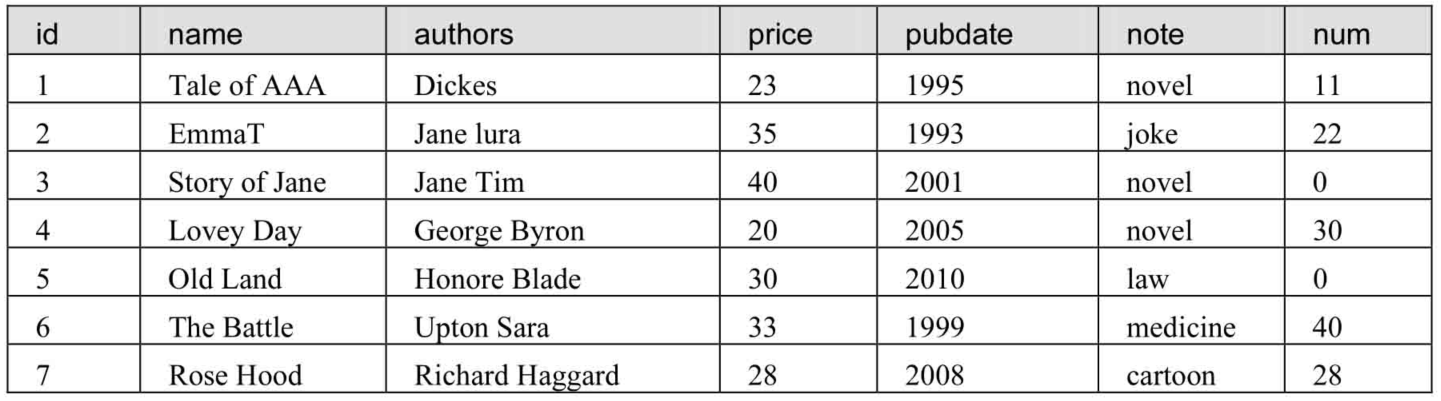 id name authors price pubdate note num
1 Tale of AAA Dickes 23 1995 novel 11
2 EmmaT Jane lura 35 1993 joke 22
3 Story of Jane Jane Tim 40 2001 novel 0
4 Lovey Day George Byron 20 2005 novel 30
5 Old Land Honore Blade 30 2010 law 0
6 The Battle Upton Sara 33 1999 medicine 40
7 Rose Hood Richard Haggard 28 2008 cartoon 28